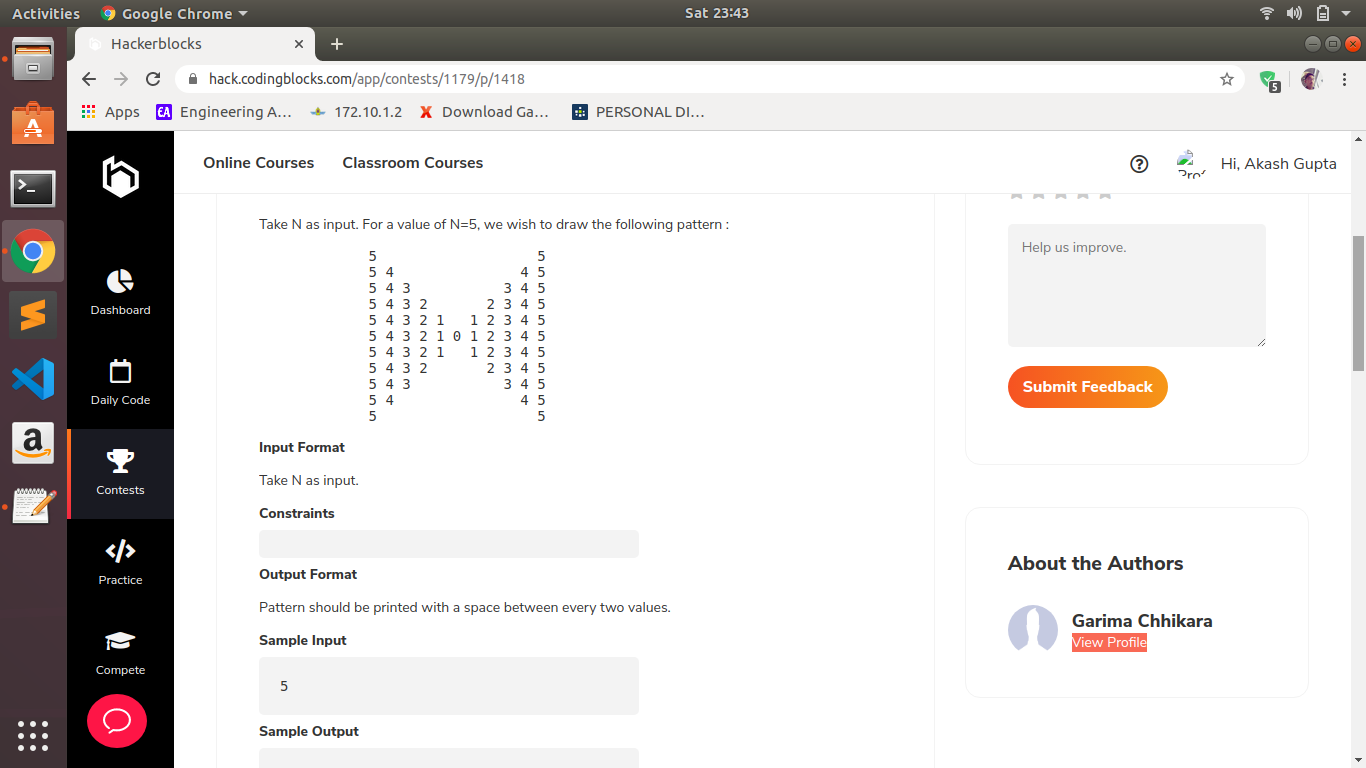 Activities Google Chrome Sat 23:43
Hackerblocks
hack.codingblocks.com/app/contests/1179/p/1418
5
Apps EA Engineering A... 172.10.1.2 X Download Ga... PERSONAL DI...
Online Courses Classroom Courses Hi, Akash Gupta
Dashboard
Daily Code
Contests
Practice
Compete
Take N as input. For a value of N=5, we wish to draw the following pattern :
5                   5
5 4               4 5
5 4 3           3 4 5
5 4 3 2       2 3 4 5
5 4 3 2 1   1 2 3 4 5
5 4 3 2 1 0 1 2 3 4 5
5 4 3 2 1   1 2 3 4 5
5 4 3 2       2 3 4 5
5 4 3           3 4 5
5 4               4 5
5                   5
Input Format
Take N as input.
Constraints
Output Format
Pattern should be printed with a space between every two values.
Sample Input
5
Sample Output
Help us improve.
Submit Feedback
About the Authors
Garima Chhikara
View Profile